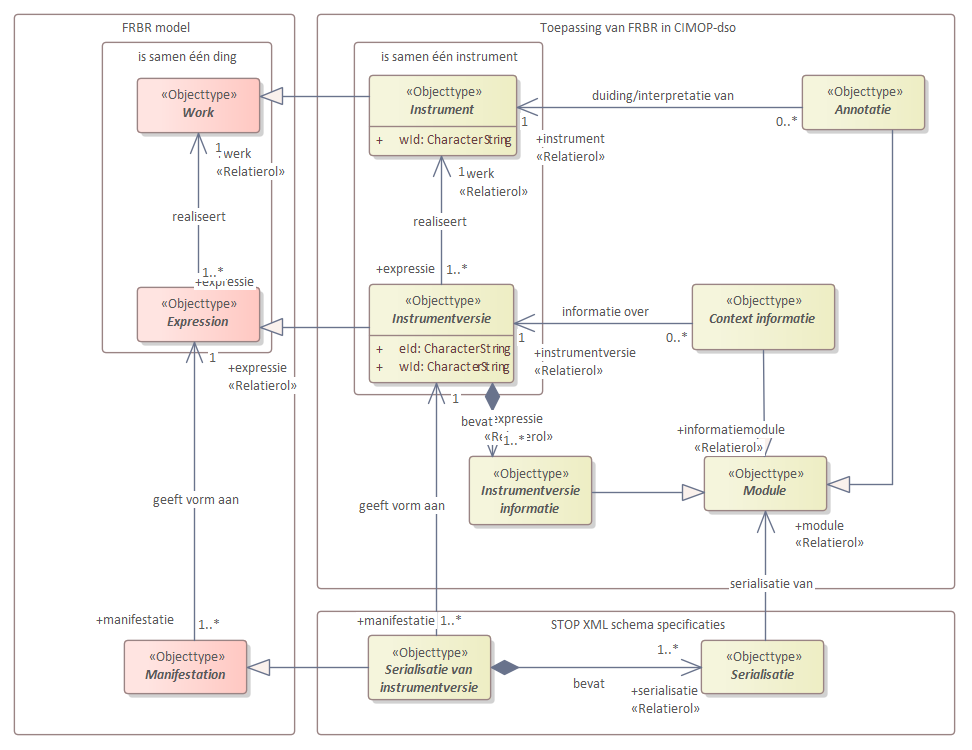 FRBR model
is samen één ding
«Objecttype»
Work
1
+werk
«Relatierol»
realiseert
1..*
+expressie
«Objecttype»
Expression
1
+expressie
«Relatierol»
geeft vorm aan
+manifestatie
1..*
«Objecttype»
Manifestation
Toepassing van FRBR in CIMOP-dso
is samen één instrument
«Objecttype»
Instrument
+ wId: CharacterString
1
+werk
«Relatierol»
realiseert
+expressie
1..*
«Objecttype»
Instrumentversie
+ eId: CharacterString
+ wId: CharacterString
duiding/interpretatie van
1
+instrument
«Relatierol»
0..*
«Objecttype»
Annotatie
informatie over
1
+instrumentversie
«Relatierol»
0..*
«Objecttype»
Context informatie
1
bevat
1..*
«Objecttype»
Instrumentversie
informatie
+informatiemodule
«Relatierol»
«Objecttype»
Module
+module
«Relatierol»
geeft vorm aan
serialisatie van
STOP XML schema specificaties
+manifestatie
1..*
«Objecttype»
Serialisatie van
instrumentversie
bevat
1..*
+serialisatie
«Relatierol»
«Objecttype»
Serialisatie